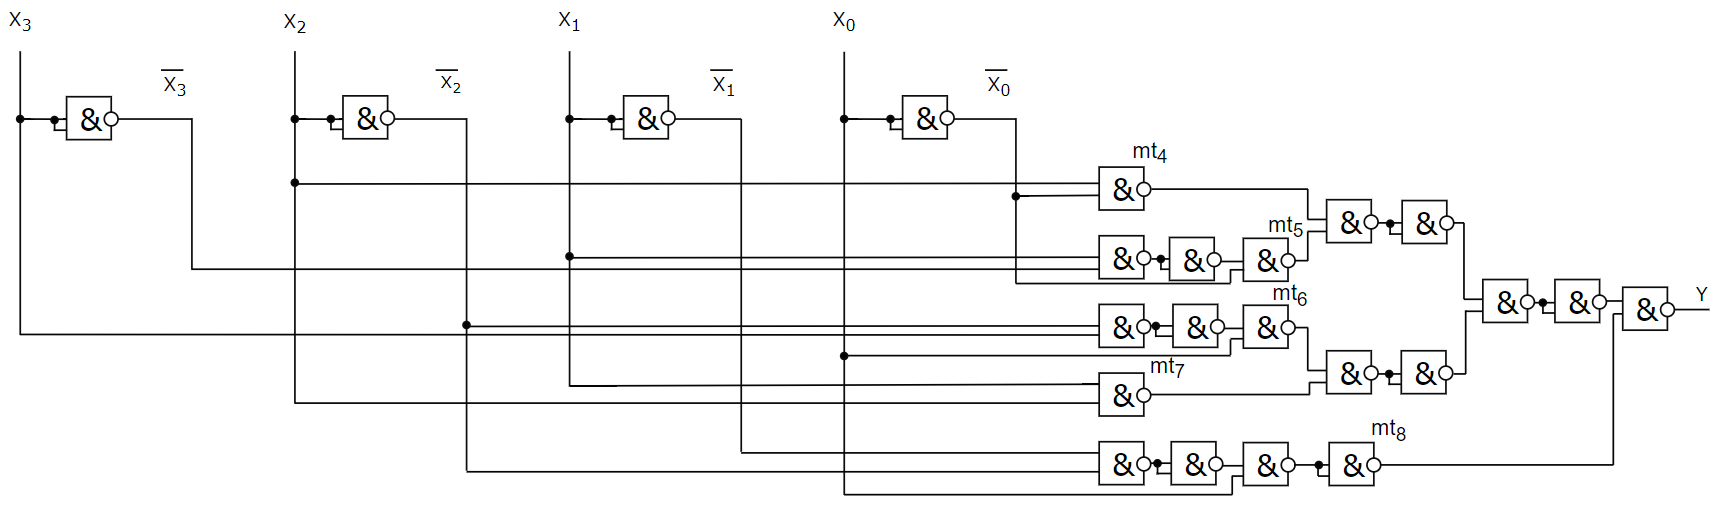 X3 X2 X1 X0
X̅3̅ X̅2̅ X̅1̅ X̅0̅
& & & &
mt4
&
mt5
& & & & &
mt6
& & & & & & Y
mt7
& & &
mt8
& & & &